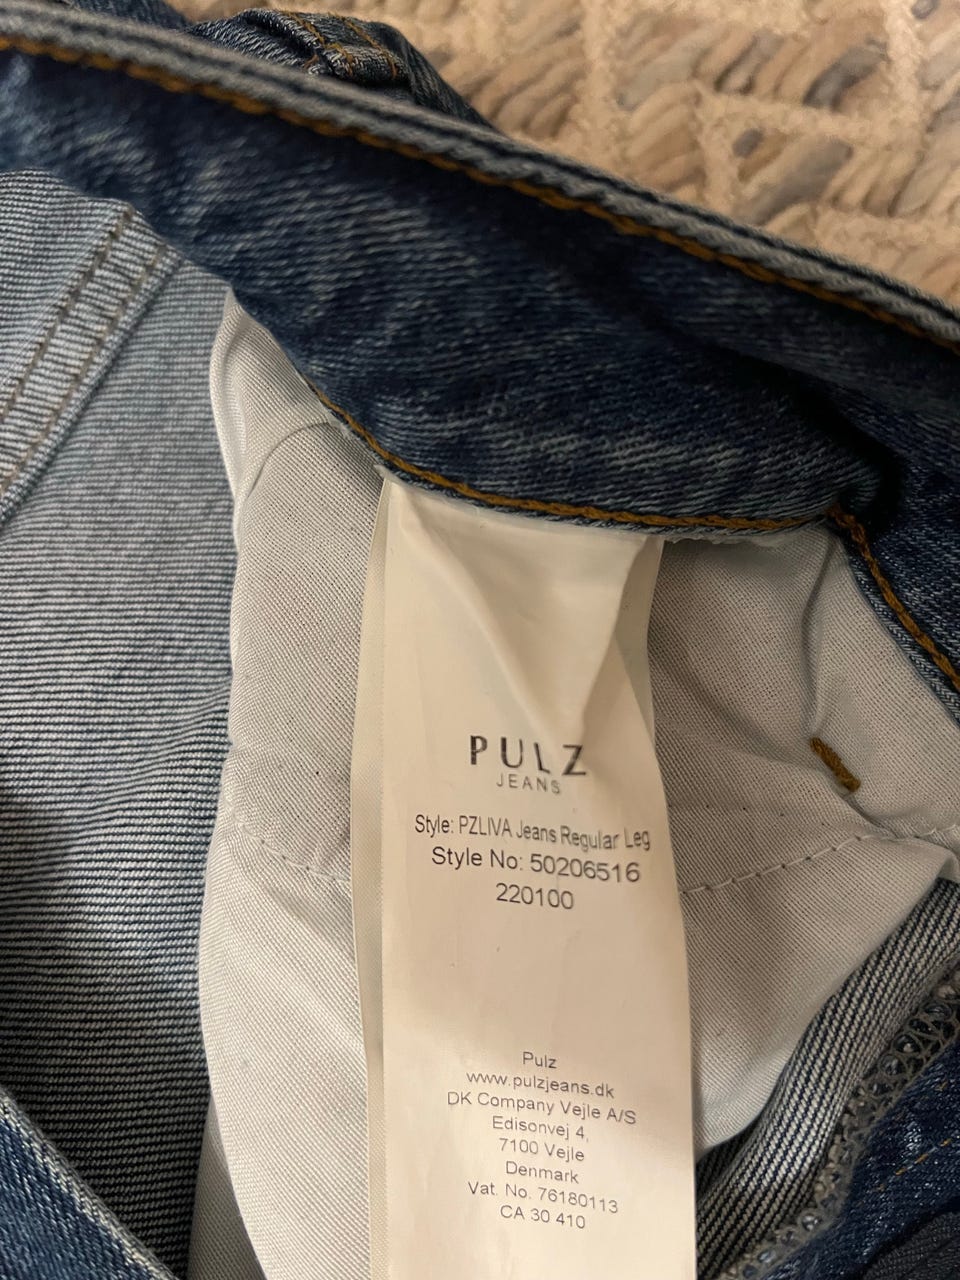 PULZ
JEANS
Style: PZLIVA Jeans Regular Leg
Style No: 50206516
220100
Pulz
www.pulzjeans.dk
DK Company Vejle A/S
Edisonvej 4,
7100 Vejle
Denmark
Vat. No. 76180113
CA 30 410